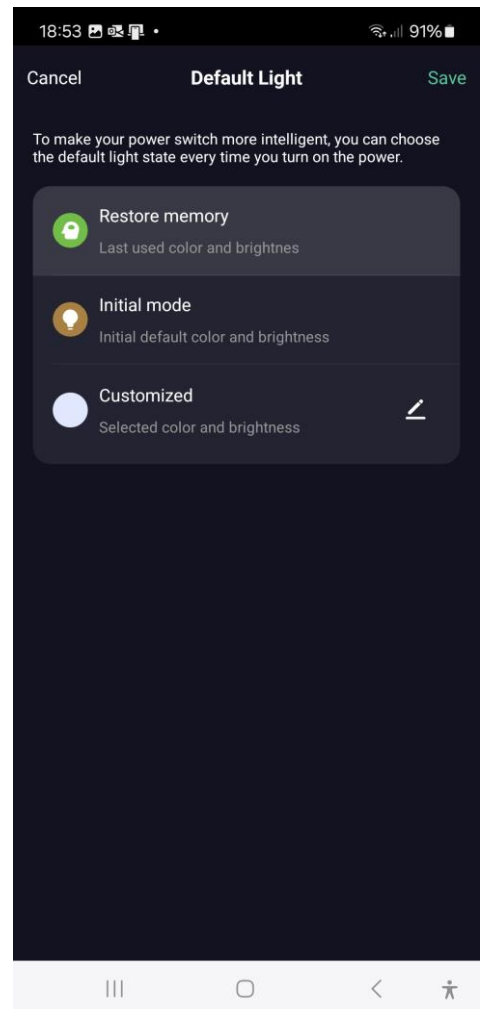 18:53 91%
Cancel Default Light Save
To make your power switch more intelligent, you can choose
the default light state every time you turn on the power.
Restore memory
Last used color and brightnes
Initial mode
Initial default color and brightness
Customized
Selected color and brightness